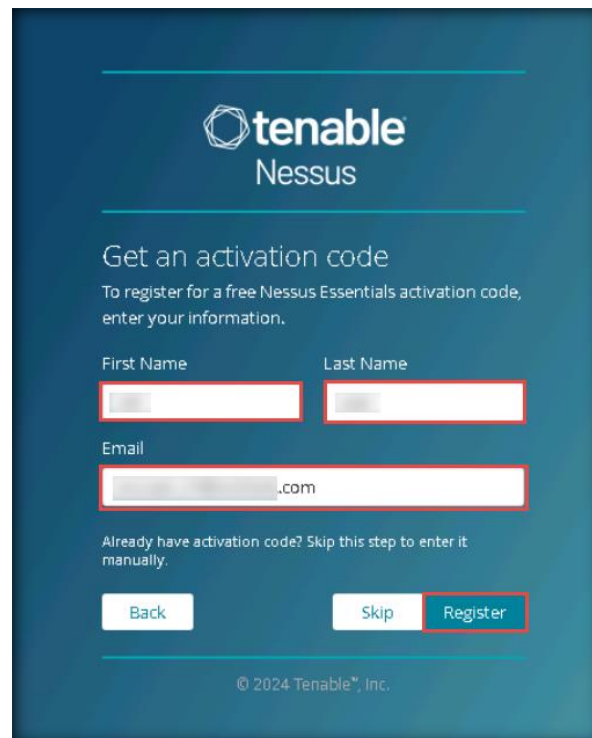 tenable
Nessus
Get an activation code
To register for a free Nessus Essentials activation code,
enter your information.
First Name Last Name
Email
.com
Already have activation code? Skip this step to enter it
manually.
Back Skip Register
© 2024 Tenable™, Inc.